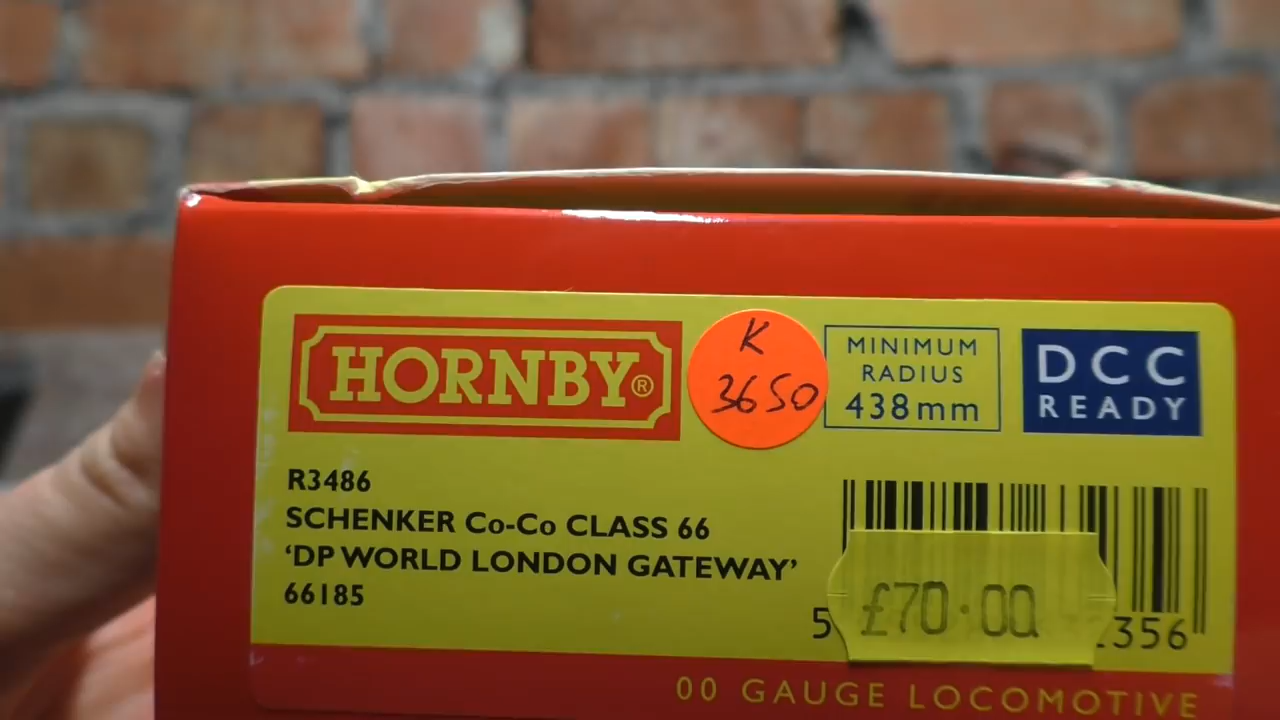 HORNBY®
K
3650
MINIMUM
RADIUS
438mm
DCC
READY
R3486
SCHENKER Co-Co CLASS 66
‘DP WORLD LONDON GATEWAY’
66185
£70.00
5
2356
00 GAUGE LOCOMOTIVE